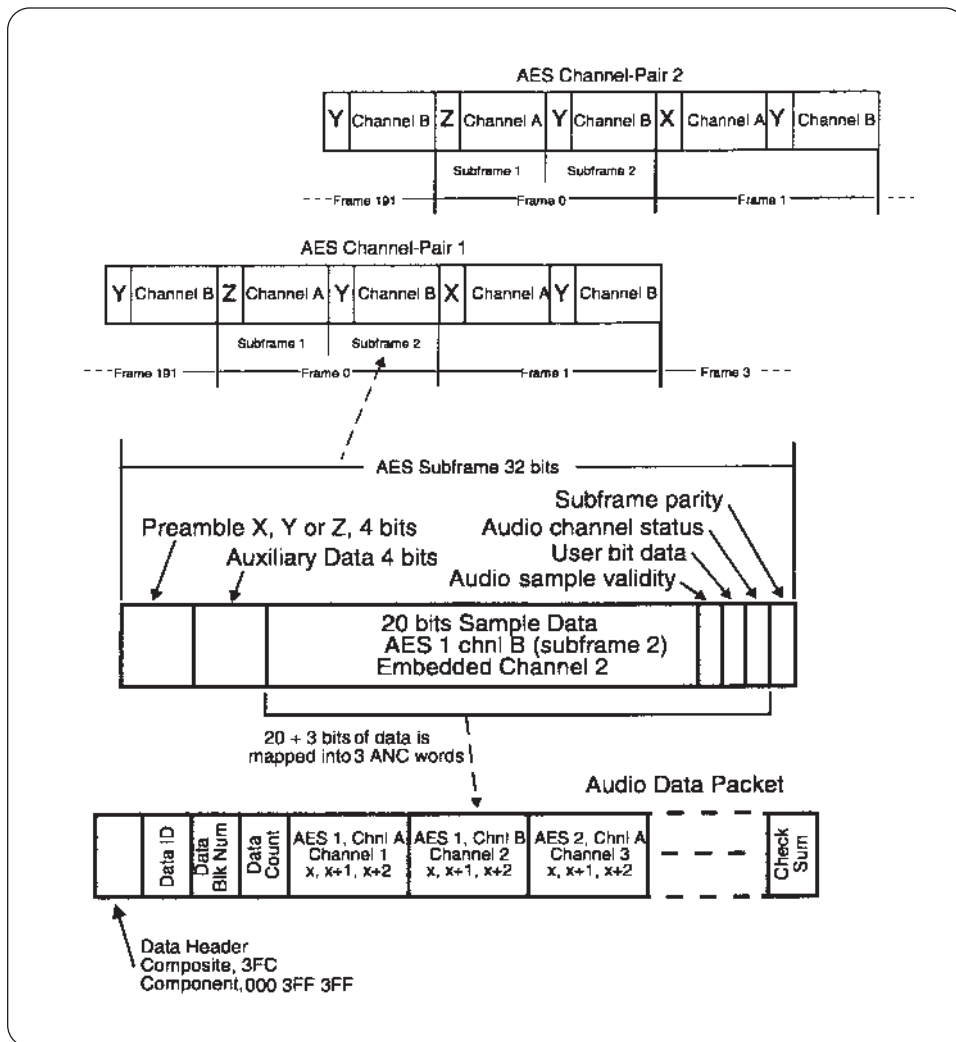 AES Channel-Pair 2
Y Channel B Z Channel A Y Channel B X Channel A Y Channel B
Subframe 1 Subframe 2
Frame 191 Frame 0 Frame 1
AES Channel-Pair 1
Y Channel B Z Channel A Y Channel B X Channel A Y Channel B
Subframe 1 Subframe 2
Frame 191 Frame 0 Frame 1 Frame 3
AES Subframe 32 bits
Subframe parity
Preamble X, Y or Z, 4 bits
Audio channel status
Auxiliary Data 4 bits
User bit data
Audio sample validity
20 bits Sample Data
AES 1 chnl B (subframe 2)
Embedded Channel 2
20 + 3 bits of data is
mapped into 3 ANC words
Audio Data Packet
Data ID
Data
Blk Num
Data
Count
AES 1, Chnl A
Channel 1
x, x+1, x+2
AES 1, Chnl B
Channel 2
x, x+1, x+2
AES 2, Chnl A
Channel 3
x, x+1, x+2
Check
Sum
Data Header
Composite, 3FC
Component, 000 3FF 3FF